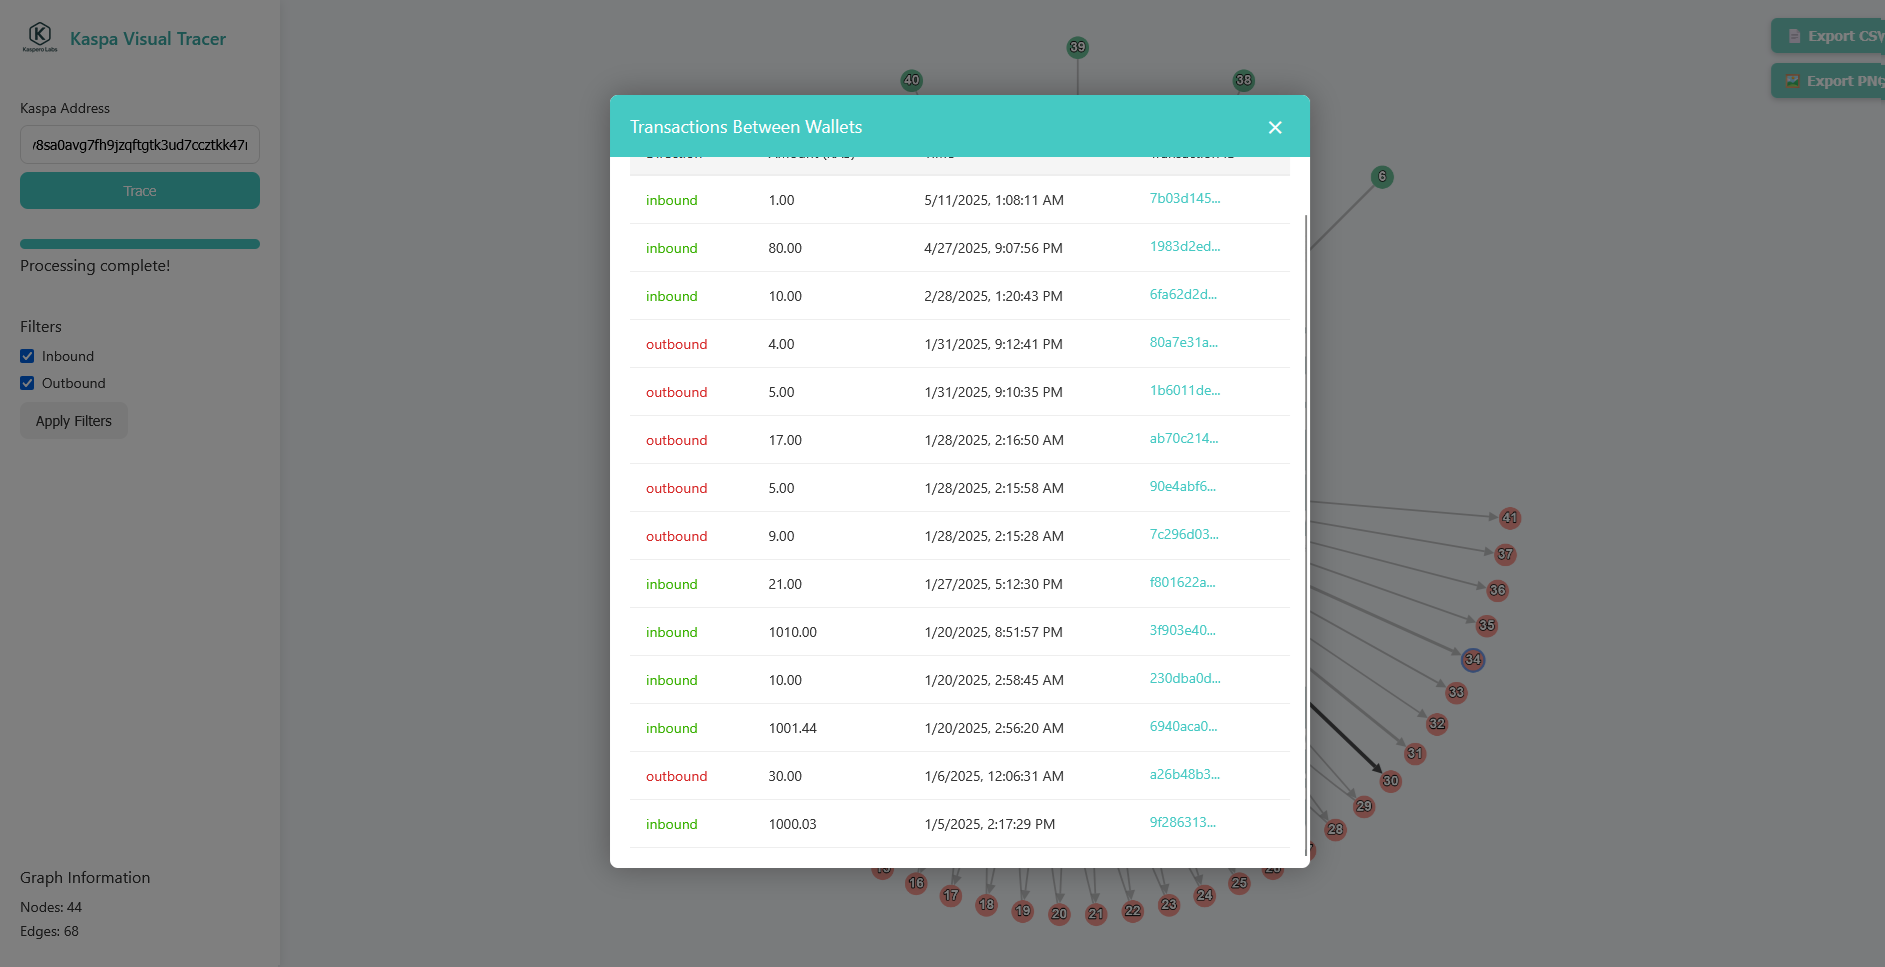 Kaspero Labs
Kaspa Visual Tracer
Kaspa Address
/8sa0avg7fh9jzqftgtk3ud7ccztkk47
Trace
Processing complete!
Filters
Inbound
Outbound
Apply Filters
Graph Information
Nodes: 44
Edges: 68
Export CSV
Export PNG
Transactions Between Wallets
inbound 1.00 5/11/2025, 1:08:11 AM 7b03d145...
inbound 80.00 4/27/2025, 9:07:56 PM 1983d2ed...
inbound 10.00 2/28/2025, 1:20:43 PM 6fa62d2d...
outbound 4.00 1/31/2025, 9:12:41 PM 80a7e31a...
outbound 5.00 1/31/2025, 9:10:35 PM 1b6011de...
outbound 17.00 1/28/2025, 2:16:50 AM ab70c214...
outbound 5.00 1/28/2025, 2:15:58 AM 90e4abf6...
outbound 9.00 1/28/2025, 2:15:28 AM 7c296d03...
inbound 21.00 1/27/2025, 5:12:30 PM f801622a...
inbound 1010.00 1/20/2025, 8:51:57 PM 3f903e40...
inbound 10.00 1/20/2025, 2:58:45 AM 230dba0d...
inbound 1001.44 1/20/2025, 2:56:20 AM 6940aca0...
outbound 30.00 1/6/2025, 12:06:31 AM a26b48b3...
inbound 1000.03 1/5/2025, 2:17:29 PM 9f286313...
39
40
38
6
41
37
36
35
34
33
32
31
30
29
28
25
24
23
22
21
20
19
18
17
16